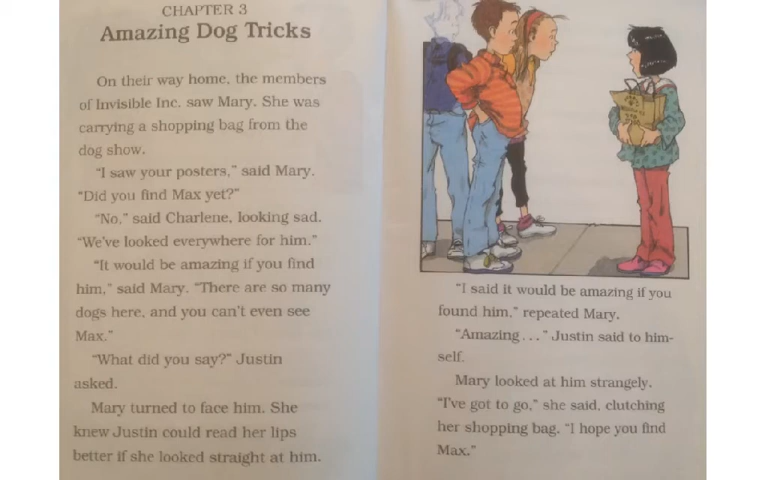 CHAPTER 3
Amazing Dog Tricks
On their way home, the members
of Invisible Inc. saw Mary. She was
carrying a shopping bag from the
dog show.
"I saw your posters," said Mary.
"Did you find Max yet?"
"No," said Charlene, looking sad.
"We've looked everywhere for him."
"It would be amazing if you find
him," said Mary. "There are so many
dogs here, and you can't even see
Max."
"What did you say?" Justin
asked.
Mary turned to face him. She
knew Justin could read her lips
better if she looked straight at him.
"I said it would be amazing if you
found him," repeated Mary.
"Amazing . . ." Justin said to him-
self.
Mary looked at him strangely.
"I've got to go," she said, clutching
her shopping bag. "I hope you find
Max."